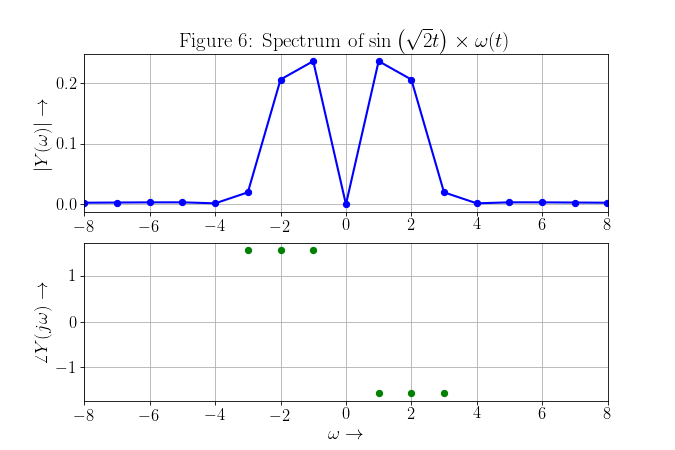 Figure 6: Spectrum of sin (√2t) × ω(t)
|Y(ω)| →
0.2
0.1
0.0
−8 −6 −4 −2 0 2 4 6 8
∠Y(jω) →
1
0
−1
−8 −6 −4 −2 0 2 4 6 8
ω →